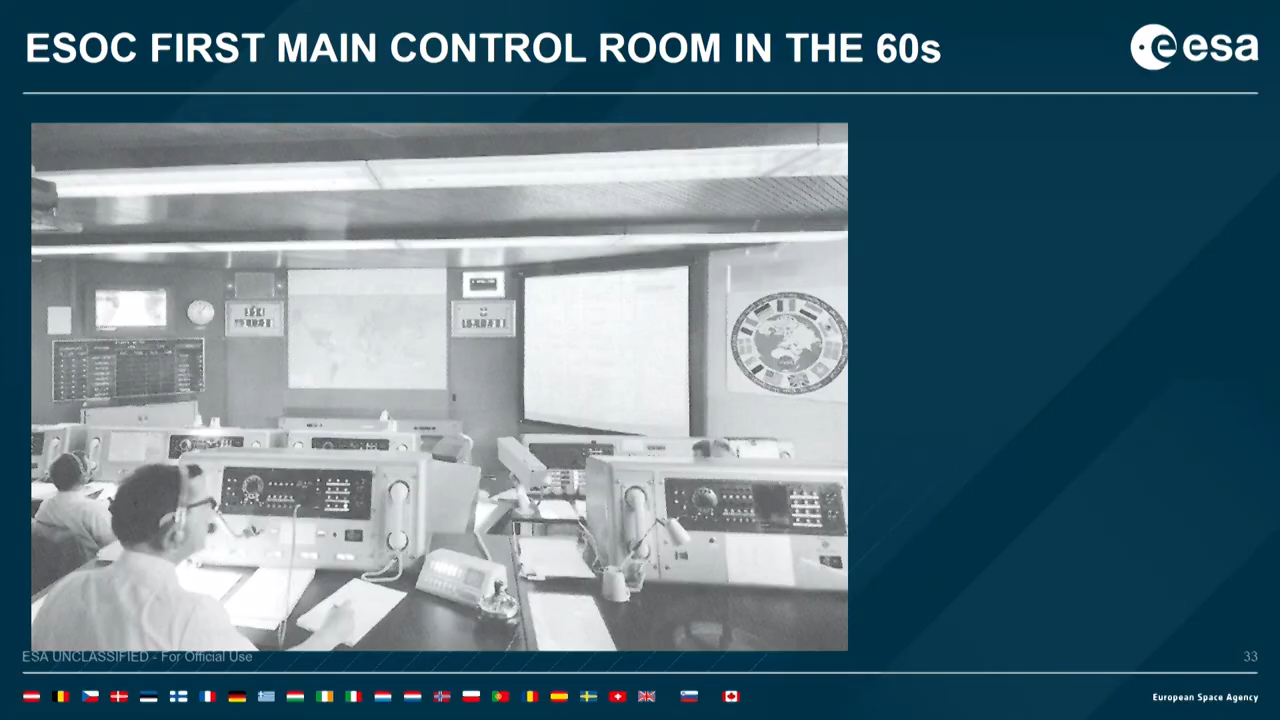 ESOC FIRST MAIN CONTROL ROOM IN THE 60s
esa
ESA UNCLASSIFIED - For Official Use
33
European Space Agency